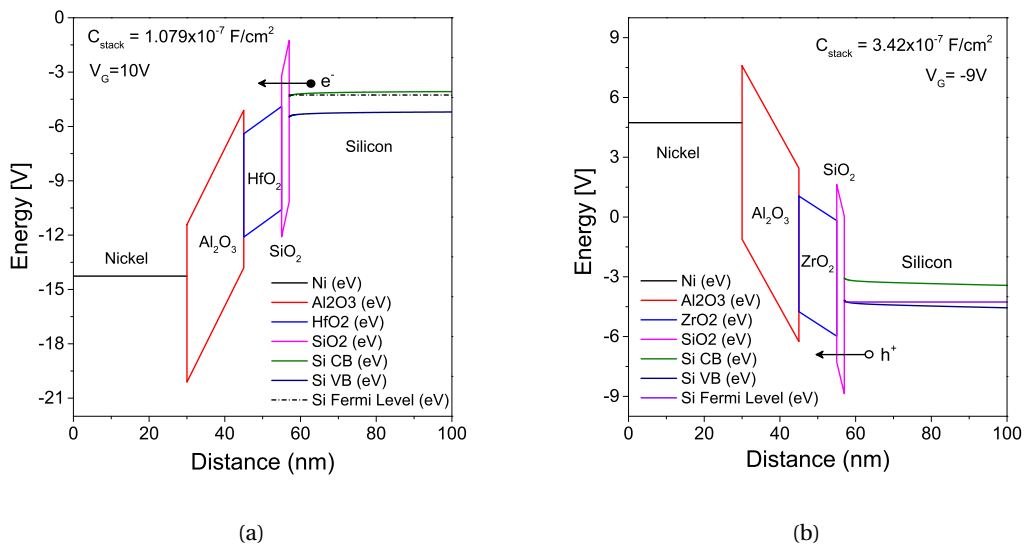 C_stack = 1.079x10^-7 F/cm^2
V_G=10V
e^-
Silicon
HfO_2
Al_2O_3
SiO_2
Nickel
Ni (eV)
Al2O3 (eV)
HfO2 (eV)
SiO2 (eV)
Si CB (eV)
Si VB (eV)
Si Fermi Level (eV)
Energy [V]
0
-3
-6
-9
-12
-15
-18
-21
0 20 40 60 80 100
Distance (nm)
(a)
C_stack = 3.42x10^-7 F/cm^2
V_G= -9V
Nickel
SiO_2
Al_2O_3
ZrO_2
Silicon
h^+
Ni (eV)
Al2O3 (eV)
ZrO2 (eV)
SiO2 (eV)
Si CB (eV)
Si VB (eV)
Si Fermi Level (eV)
Energy [V]
9
6
3
0
-3
-6
-9
0 20 40 60 80 100
Distance (nm)
(b)